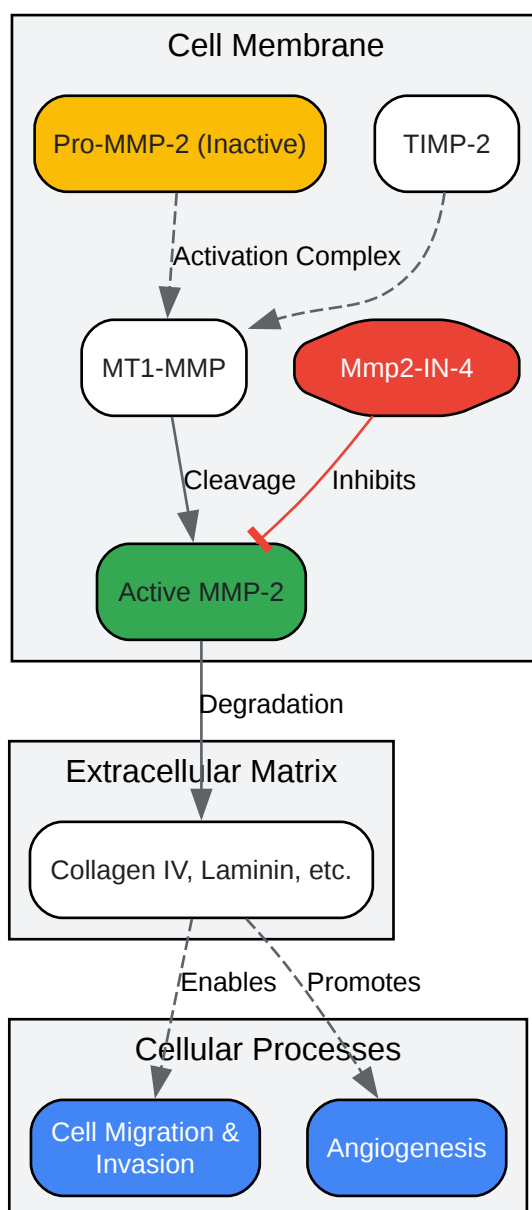 Cell Membrane
Pro-MMP-2 (Inactive)
TIMP-2
Activation Complex
MT1-MMP
Mmp2-IN-4
Cleavage
Inhibits
Active MMP-2
Degradation
Extracellular Matrix
Collagen IV, Laminin, etc.
Enables
Promotes
Cellular Processes
Cell Migration &
Invasion
Angiogenesis